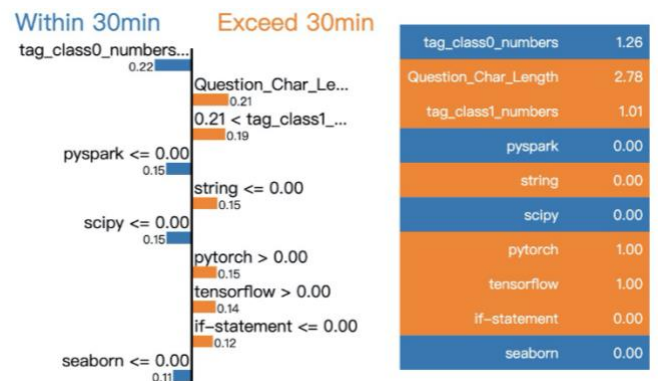 Within 30min
Exceed 30min
tag_class0_numbers...
0.22
Question_Char_Le...
0.21
0.21 < tag_class1_...
0.19
pyspark <= 0.00
0.15
string <= 0.00
0.15
scipy <= 0.00
0.15
pytorch > 0.00
0.15
tensorflow > 0.00
0.14
if-statement <= 0.00
0.12
seaborn <= 0.00
0.11
tag_class0_numbers 1.26
Question_Char_Length 2.78
tag_class1_numbers 1.01
pyspark 0.00
string 0.00
scipy 0.00
pytorch 1.00
tensorflow 1.00
if-statement 0.00
seaborn 0.00